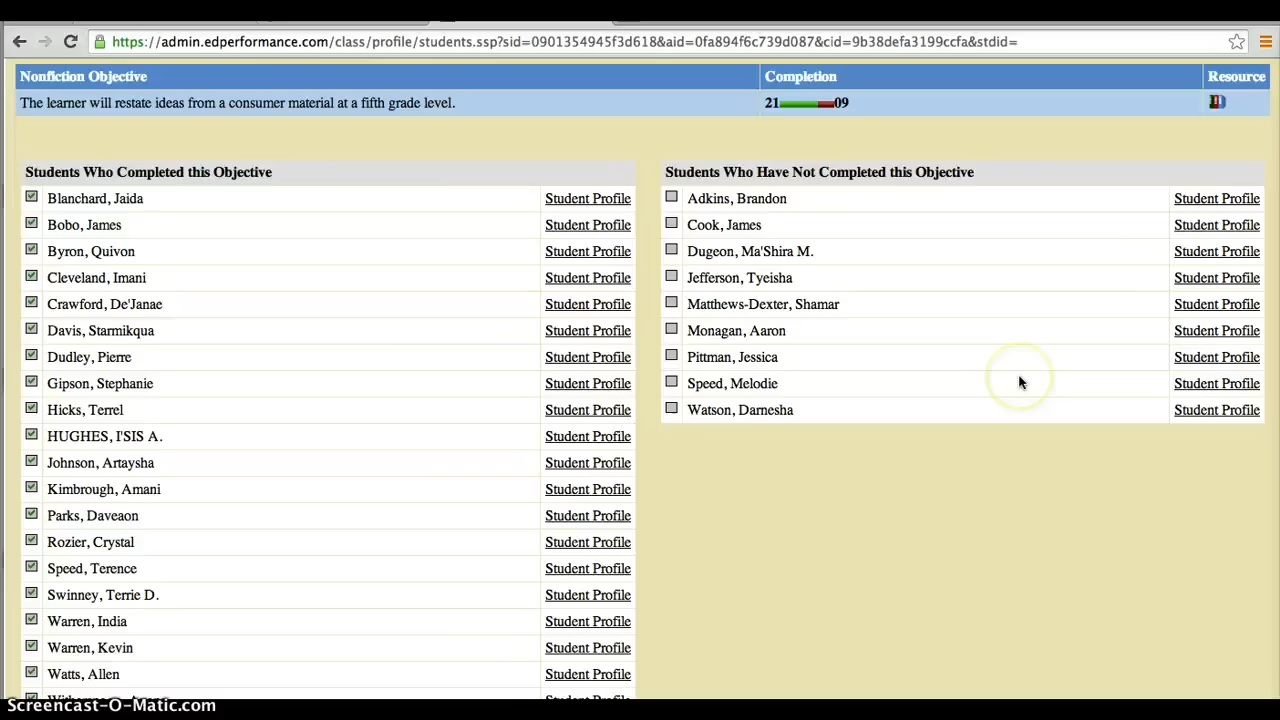 https://admin.edperformance.com/class/profile/students.ssp?sid=0901354945f3d618&aid=0fa894f6c739d087&cid=9b38defa3199ccfa&stdid=
Nonfiction Objective Completion Resource
The learner will restate ideas from a consumer material at a fifth grade level. 21 09
Students Who Completed this Objective
Blanchard, Jaida Student Profile
Bobo, James Student Profile
Byron, Quivon Student Profile
Cleveland, Imani Student Profile
Crawford, De'Janae Student Profile
Davis, Starmikqua Student Profile
Dudley, Pierre Student Profile
Gipson, Stephanie Student Profile
Hicks, Terrel Student Profile
HUGHES, I'SIS A. Student Profile
Johnson, Artaysha Student Profile
Kimbrough, Amani Student Profile
Parks, Daveaon Student Profile
Rozier, Crystal Student Profile
Speed, Terence Student Profile
Swinney, Terrie D. Student Profile
Warren, India Student Profile
Warren, Kevin Student Profile
Watts, Allen Student Profile
Students Who Have Not Completed this Objective
Adkins, Brandon Student Profile
Cook, James Student Profile
Dugeon, Ma'Shira M. Student Profile
Jefferson, Tyeisha Student Profile
Matthews-Dexter, Shamar Student Profile
Monagan, Aaron Student Profile
Pittman, Jessica Student Profile
Speed, Melodie Student Profile
Watson, Darnesha Student Profile
Screencast-O-Matic.com